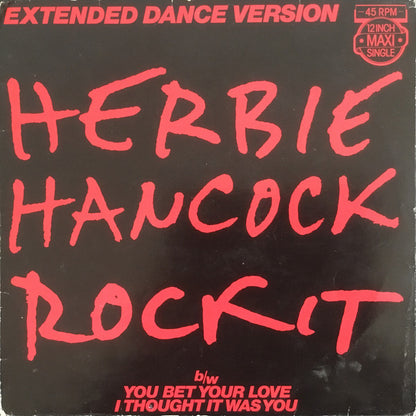 EXTENDED DANCE VERSION
45 RPM
12 INCH
MAXI
SINGLE
HERBIE
HANCOCK
ROCKIT
b/w
YOU BET YOUR LOVE
I THOUGHT IT WAS YOU